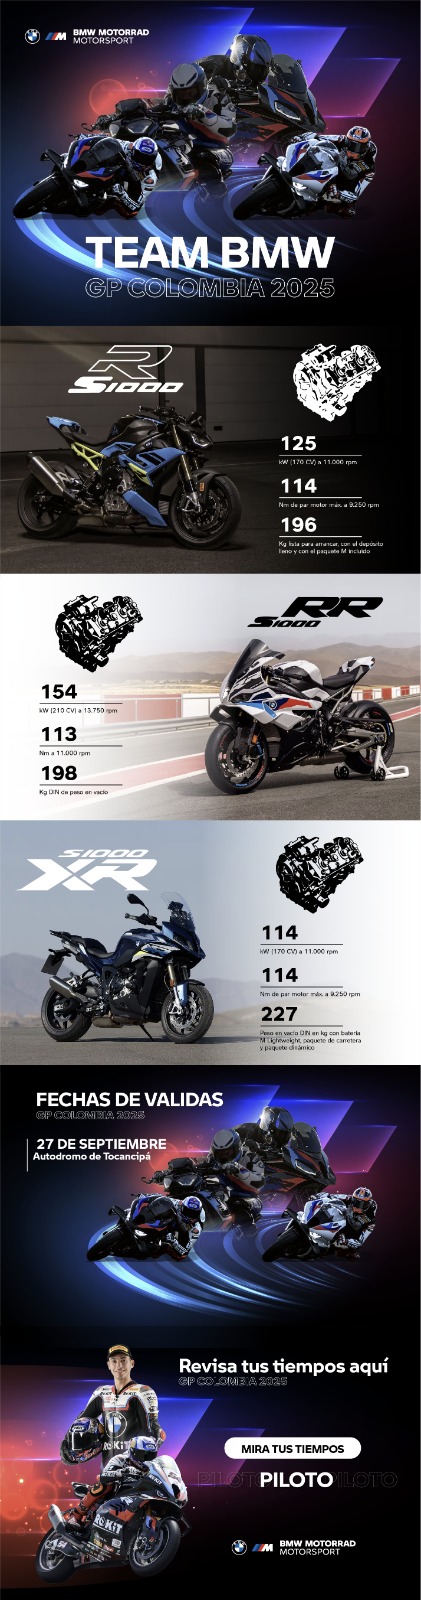 BMW MOTORRAD
MOTORSPORT
TEAM BMW
GP COLOMBIA 2025
S1000 R
125
kW (170 CV) a 11.000 rpm
114
Nm de par motor máx. a 9.250 rpm
196
Kg lista para arrancar, con el depósito
lleno y con el paquete M incluido
S1000 RR
154
kW (210 CV) a 13.750 rpm
113
Nm a 11.000 rpm
198
Kg DIN de peso en vacío
S1000
XR
114
kW (170 CV) a 11.000 rpm
114
Nm de par motor máx. a 9.250 rpm
227
Peso en vacío DIN en kg con batería
M Lightweight, paquete de carretera
y paquete dinámico
FECHAS DE VALIDAS
GP COLOMBIA 2025
27 DE SEPTIEMBRE
Autodromo de Tocancipá
Revisa tus tiempos aquí
GP COLOMBIA 2025
MIRA TUS TIEMPOS
PILOTO PILOTO PILOTO
ROKiT
BMW MOTORRAD
MOTORSPORT